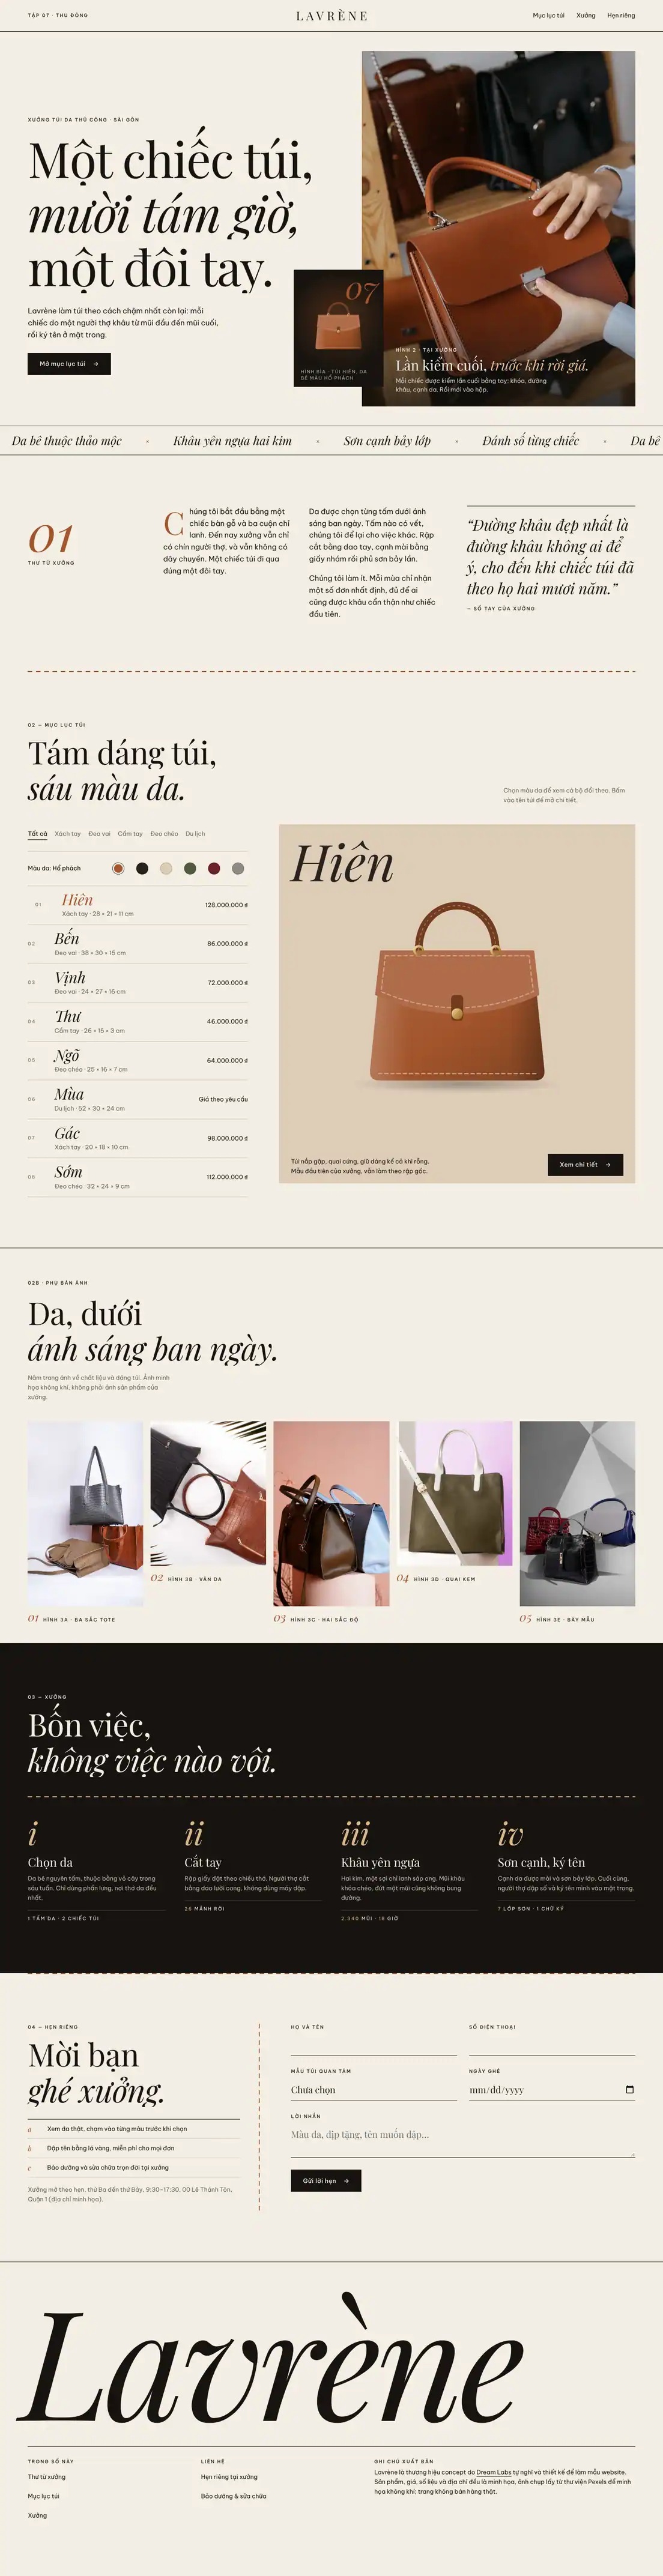 TẬP 07 · THU ĐÔNG
LAVRÈNE
Mục lục túi
Xưởng
Hẹn riêng
XƯỞNG TÚI DA THỦ CÔNG · SÀI GÒN
Một chiếc túi,
mười tám giờ,
một đôi tay.
Lavrène làm túi theo cách chậm nhất còn lại: mỗi
chiếc do một người thợ khâu từ mũi đầu đến mũi cuối,
rồi ký tên ở mặt trong.
Mở mục lục túi →
07
HÌNH BÌA · TÚI HIÊN, DA
BÊ MÀU HỔ PHÁCH
HÌNH 2 · TẠI XƯỞNG
Lần kiểm cuối, trước khi rời giá.
Mỗi chiếc được kiểm lần cuối bằng tay: khóa, đường
khâu, cạnh da. Rồi mới vào hộp.
Da bê thuộc thảo mộc
Khâu yên ngựa hai kim
Sơn cạnh bảy lớp
Đánh số từng chiếc
Da bê
01
THƯ TỪ XƯỞNG
Chúng tôi bắt đầu bằng một
chiếc bàn gỗ và ba cuộn chỉ
lanh. Đến nay xưởng vẫn chỉ
có chín người thợ, và vẫn không có
dây chuyền. Một chiếc túi đi qua
đúng một đôi tay.
Da được chọn từng tấm dưới ánh
sáng ban ngày. Tấm nào có vết,
chúng tôi để lại cho việc khác. Rập
cắt bằng dao tay, cạnh mài bằng
giấy nhám rồi phủ sơn bảy lần.
Chúng tôi làm ít. Mỗi mùa chỉ nhận
một số đơn nhất định, đủ để ai
cũng được khâu cẩn thận như chiếc
đầu tiên.
“Đường khâu đẹp nhất là
đường khâu không ai để
ý, cho đến khi chiếc túi đã
theo họ hai mươi năm.”
— SỔ TAY CỦA XƯỞNG
02 — MỤC LỤC TÚI
Tám dáng túi,
sáu màu da.
Chọn màu da để xem cả bộ đổi theo. Bấm
vào tên túi để mở chi tiết.
Tất cả
Xách tay
Đeo vai
Cầm tay
Đeo chéo
Du lịch
Màu da: Hổ phách
01
Hiên
Xách tay · 28 × 21 × 11 cm
128.000.000 ₫
02
Bến
Đeo vai · 38 × 30 × 15 cm
86.000.000 ₫
03
Vịnh
Đeo vai · 24 × 27 × 16 cm
72.000.000 ₫
04
Thư
Cầm tay · 26 × 15 × 3 cm
46.000.000 ₫
05
Ngõ
Đeo chéo · 25 × 16 × 7 cm
64.000.000 ₫
06
Mùa
Du lịch · 52 × 30 × 24 cm
Giá theo yêu cầu
07
Gác
Xách tay · 20 × 18 × 10 cm
98.000.000 ₫
08
Sớm
Đeo chéo · 32 × 24 × 9 cm
112.000.000 ₫
Hiên
Túi nắp gập, quai cứng, giữ dáng kể cả khi rỗng.
Mẫu đầu tiên của xưởng, vẫn làm theo rập gốc.
Xem chi tiết →
02B · PHỤ BẢN ẢNH
Da, dưới
ánh sáng ban ngày.
Năm trang ảnh về chất liệu và dáng túi. Ảnh minh
họa không khí, không phải ảnh sản phẩm của
xưởng.
01 HÌNH 3A · BA SẮC TOTE
02 HÌNH 3B · VÂN DA
03 HÌNH 3C · HAI SẮC ĐỘ
04 HÌNH 3D · QUAI KEM
05 HÌNH 3E · BÀY MẪU
03 — XƯỞNG
Bốn việc,
không việc nào vội.
i
Chọn da
Da bê nguyên tấm, thuộc bằng vỏ cây trong
sáu tuần. Chỉ dùng phần lưng, nơi thớ da đều
nhất.
1 TẤM DA · 2 CHIẾC TÚI
ii
Cắt tay
Rập giấy đặt theo chiều thớ. Người thợ cắt
bằng dao lưỡi cong, không dùng máy dập.
26 MẢNH RỜI
iii
Khâu yên ngựa
Hai kim, một sợi chỉ lanh sáp ong. Mũi khâu
khóa chéo, đứt một mũi cũng không bung
đường.
2.340 MŨI · 18 GIỜ
iv
Sơn cạnh, ký tên
Cạnh da được mài và sơn bảy lớp. Cuối cùng,
người thợ dập số và ký tên mình vào mặt trong.
7 LỚP SƠN · 1 CHỮ KÝ
04 — HẸN RIÊNG
Mời bạn
ghé xưởng.
a Xem da thật, chạm vào từng màu trước khi chọn
b Dập tên bằng lá vàng, miễn phí cho mọi đơn
c Bảo dưỡng và sửa chữa trọn đời tại xưởng
Xưởng mở theo hẹn, thứ Ba đến thứ Bảy, 9:30–17:30. 00 Lê Thánh Tôn,
Quận 1 (địa chỉ minh họa).
HỌ VÀ TÊN
SỐ ĐIỆN THOẠI
MẪU TÚI QUAN TÂM
Chưa chọn
NGÀY GHÉ
mm/dd/yyyy
LỜI NHẮN
Màu da, dịp tặng, tên muốn dập...
Gửi lời hẹn →
Lavrène
TRONG SỐ NÀY
Thư từ xưởng
Mục lục túi
Xưởng
LIÊN HỆ
Hẹn riêng tại xưởng
Bảo dưỡng & sửa chữa
GHI CHÚ XUẤT BẢN
Lavrène là thương hiệu concept do Dream Labs tự nghĩ và thiết kế để làm mẫu website.
Sản phẩm, giá, số liệu và địa chỉ đều là minh họa, ảnh chụp lấy từ thư viện Pexels để minh
họa không khí; trang không bán hàng thật.